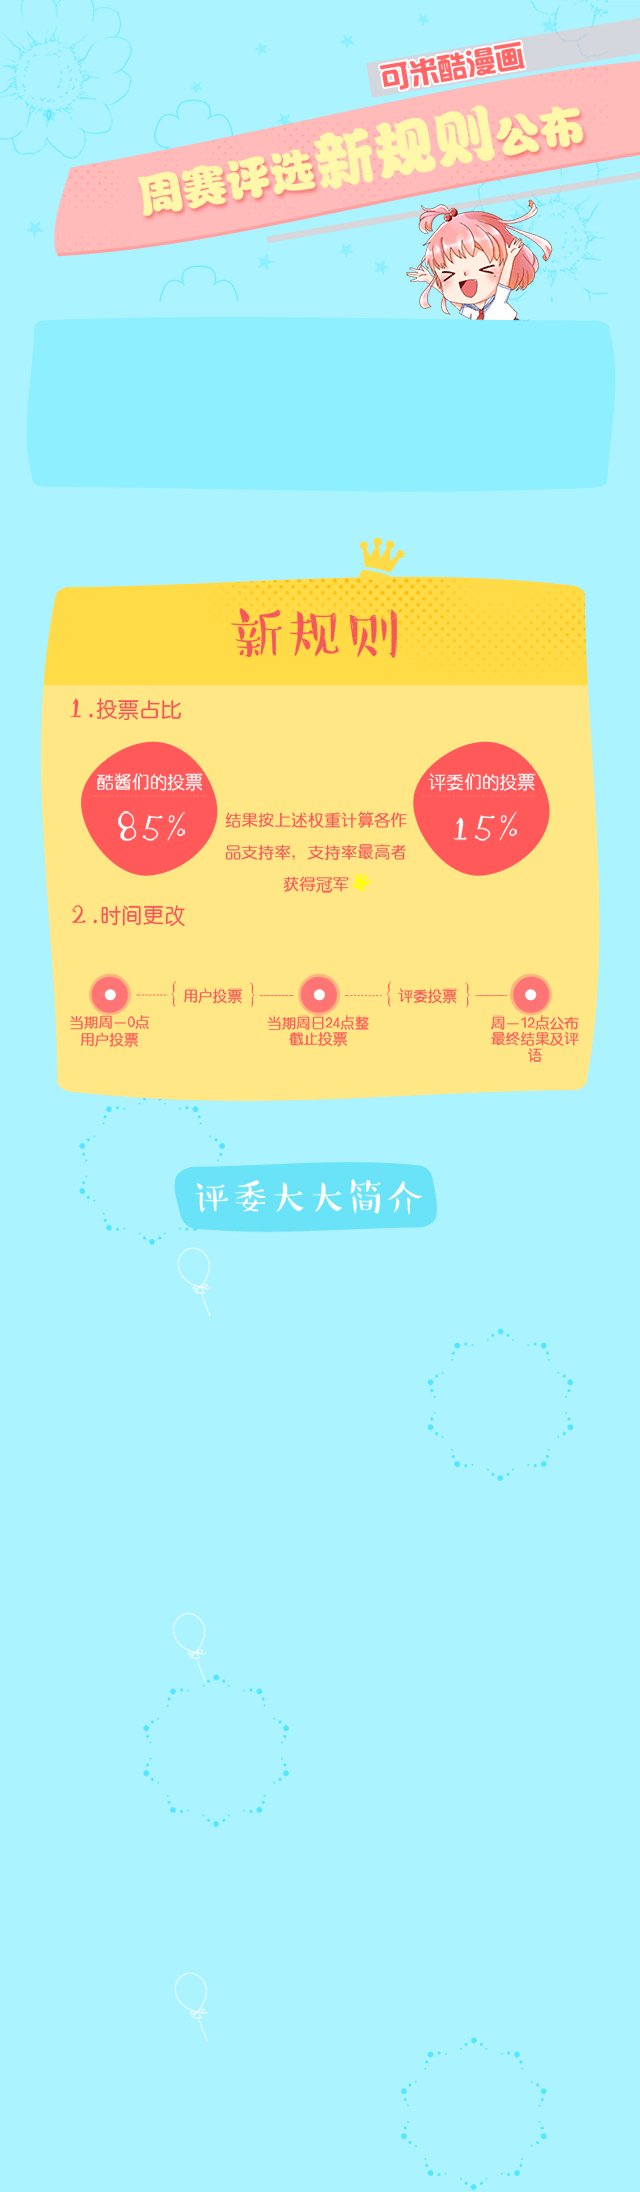 可米酷漫画
周赛评选新规则公布
新规则
1.投票占比
酷酱们的投票
85%
结果按上述权重计算各作
品支持率，支持率最高者
获得冠军
评委们的投票
15%
2.时间更改
用户投票
评委投票
当期周一0点
用户投票
当期周日24点整
截止投票
周一12点公布
最终结果及评
语
评委大大简介